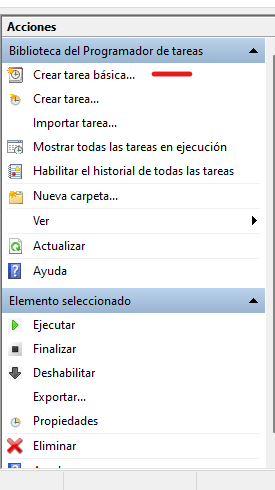 Acciones
Biblioteca del Programador de tareas
Crear tarea básica...
Crear tarea...
Importar tarea...
Mostrar todas las tareas en ejecución
Habilitar el historial de todas las tareas
Nueva carpeta...
Ver
Actualizar
Ayuda
Elemento seleccionado
Ejecutar
Finalizar
Deshabilitar
Exportar...
Propiedades
Eliminar